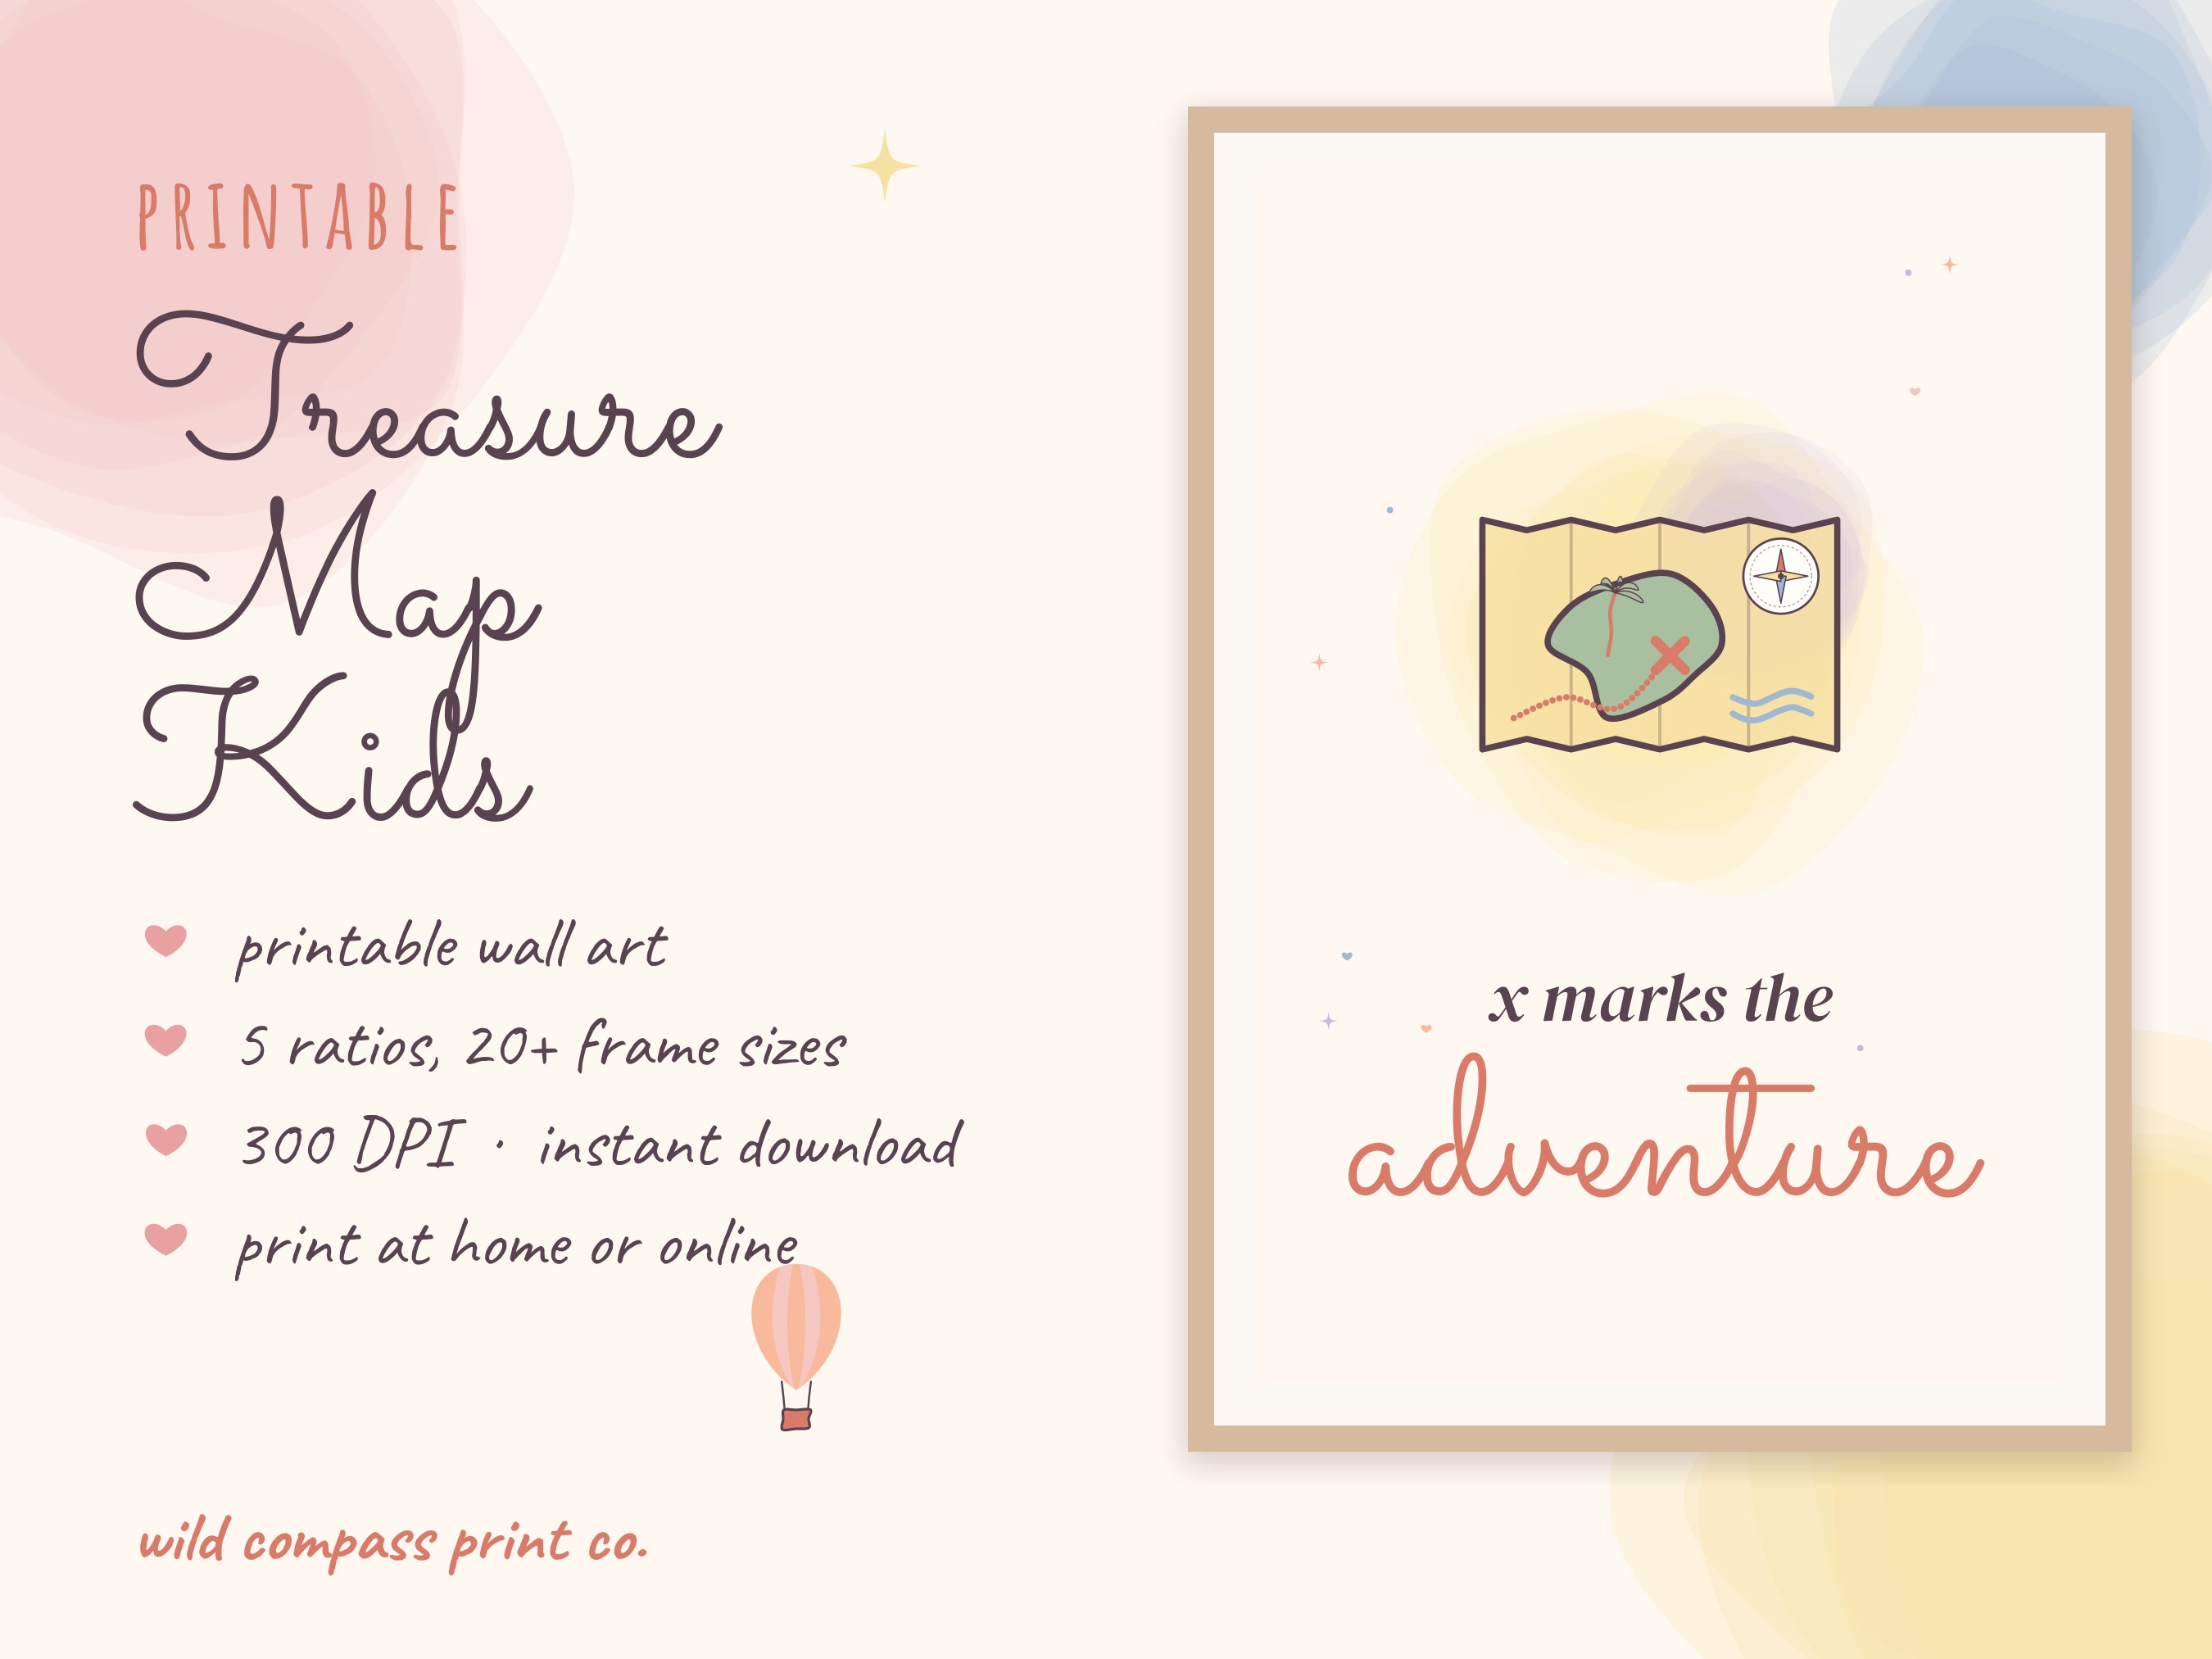 PRINTABLE
Treasure
Map
Kids
printable wall art
5 ratios, 20+ frame sizes
300 DPI · instant download
print at home or online
wild compass print co.
x marks the
adventure